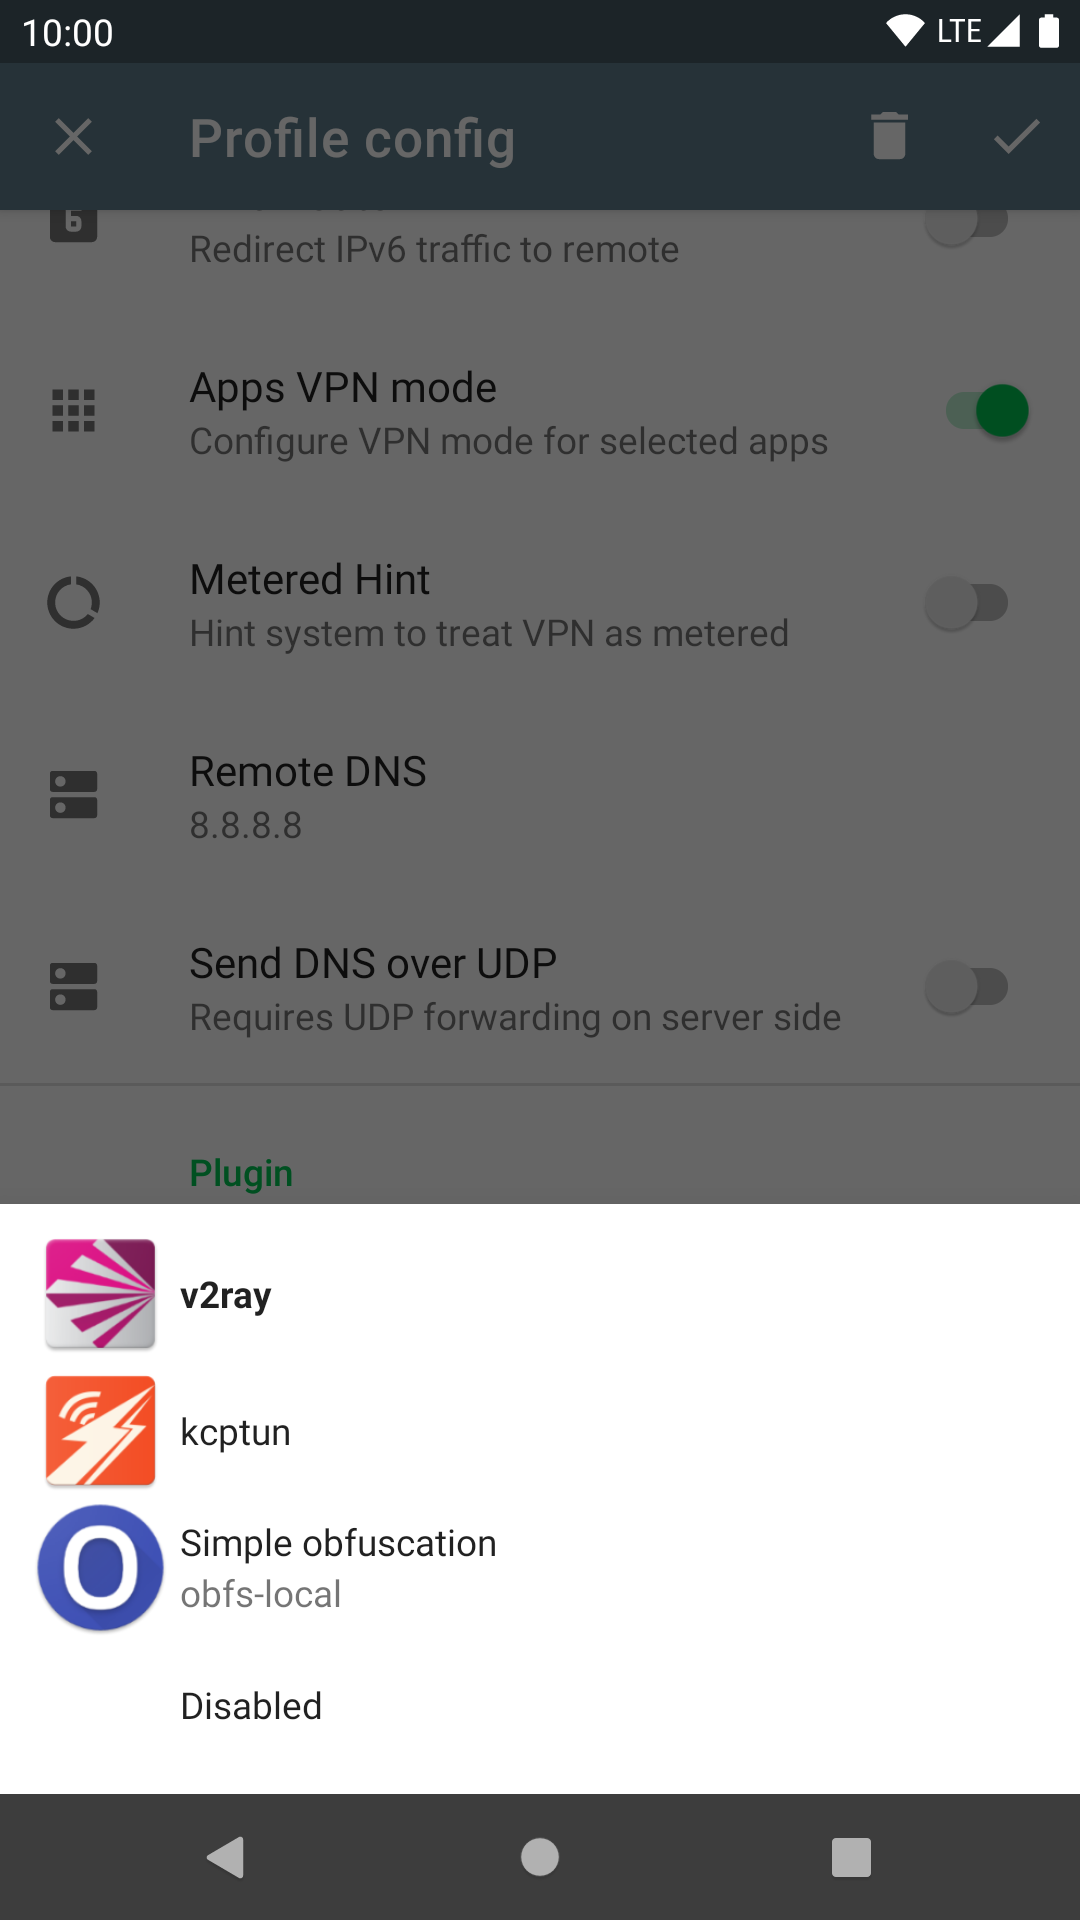 10:00
LTE
Profile config
6
Redirect IPv6 traffic to remote
Apps VPN mode
Configure VPN mode for selected apps
Metered Hint
Hint system to treat VPN as metered
Remote DNS
8.8.8.8
Send DNS over UDP
Requires UDP forwarding on server side
Plugin
v2ray
kcptun
O
Simple obfuscation
obfs-local
Disabled